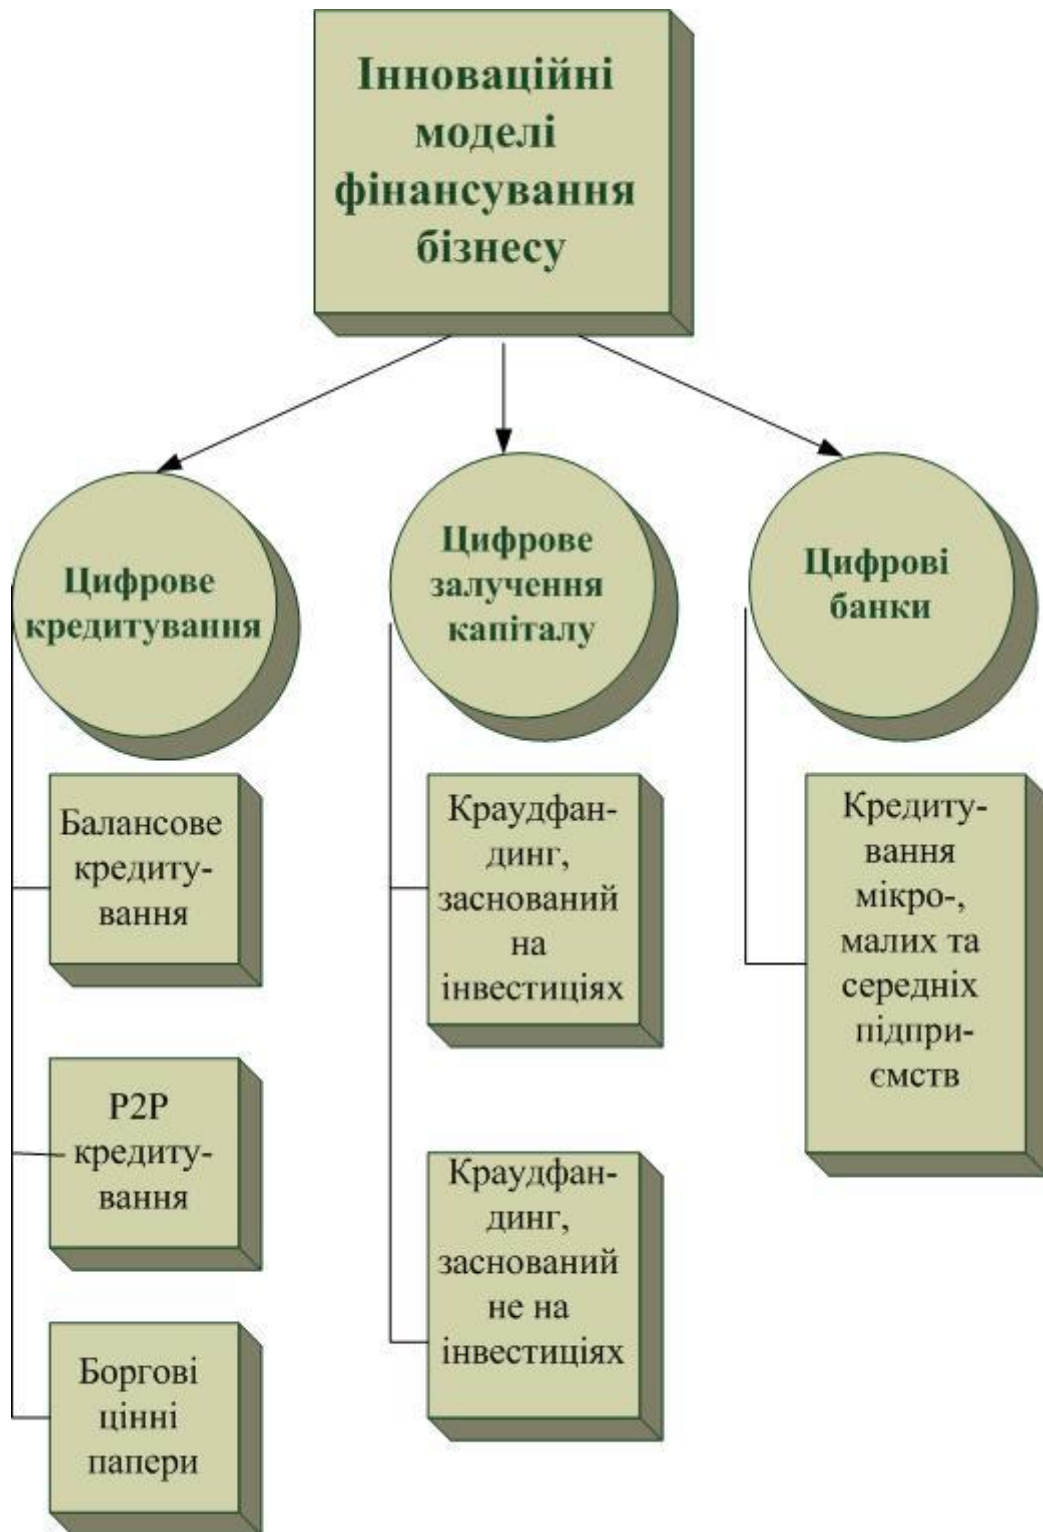 Інноваційні
моделі
фінансування
бізнесу
Цифрове
кредитування
Цифрове
залучення
капіталу
Цифрові
банки
Балансове
кредиту-
вання
Р2Р
кредиту-
вання
Боргові
цінні
папери
Краудфан-
динг,
заснований
на
інвестиціях
Краудфан-
динг,
заснований
не на
інвестиціях
Кредиту-
вання
мікро-,
малих та
середніх
підпри-
ємств